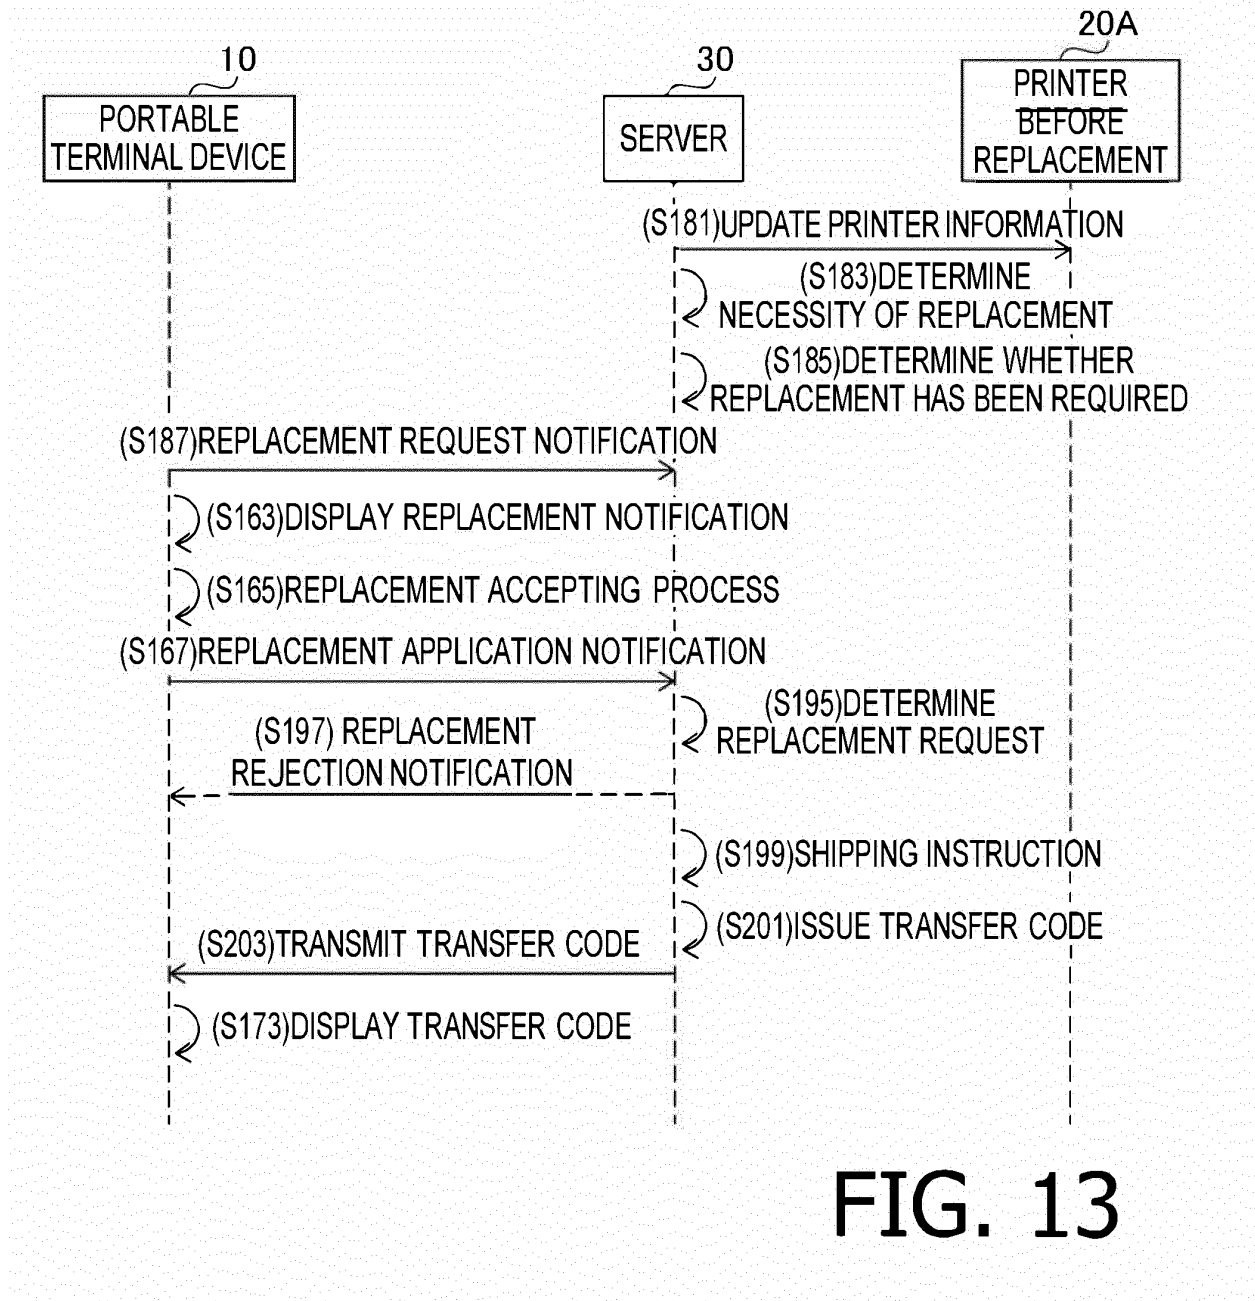 10
PORTABLE
TERMINAL DEVICE
30
SERVER
20A
PRINTER
BEFORE
REPLACEMENT
(S181)UPDATE PRINTER INFORMATION
(S183)DETERMINE
NECESSITY OF REPLACEMENT
(S185)DETERMINE WHETHER
REPLACEMENT HAS BEEN REQUIRED
(S187)REPLACEMENT REQUEST NOTIFICATION
(S163)DISPLAY REPLACEMENT NOTIFICATION
(S165)REPLACEMENT ACCEPTING PROCESS
(S167)REPLACEMENT APPLICATION NOTIFICATION
(S195)DETERMINE
REPLACEMENT REQUEST
(S197) REPLACEMENT
REJECTION NOTIFICATION
(S199)SHIPPING INSTRUCTION
(S201)ISSUE TRANSFER CODE
(S203)TRANSMIT TRANSFER CODE
(S173)DISPLAY TRANSFER CODE
FIG. 13